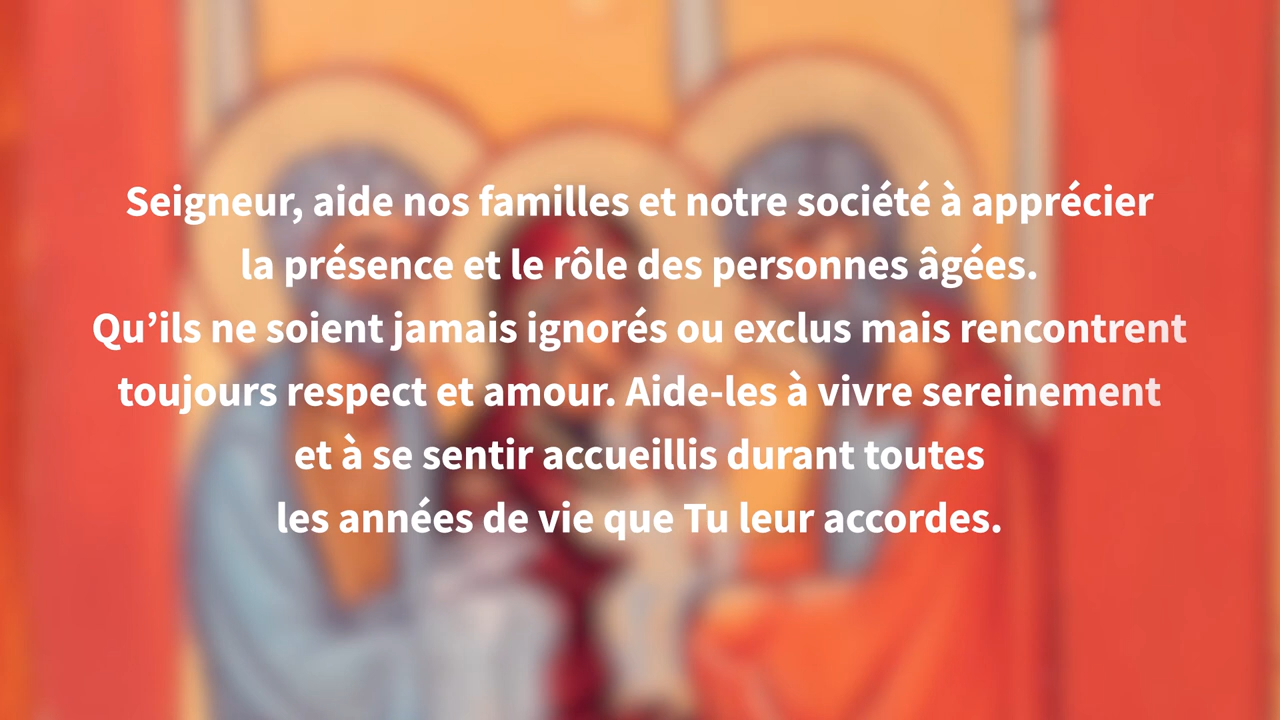 Seigneur, aide nos familles et notre société à apprécier
la présence et le rôle des personnes âgées.
Qu’ils ne soient jamais ignorés ou exclus mais rencontrent
toujours respect et amour. Aide-les à vivre sereinement
et à se sentir accueillis durant toutes
les années de vie que Tu leur accordes.